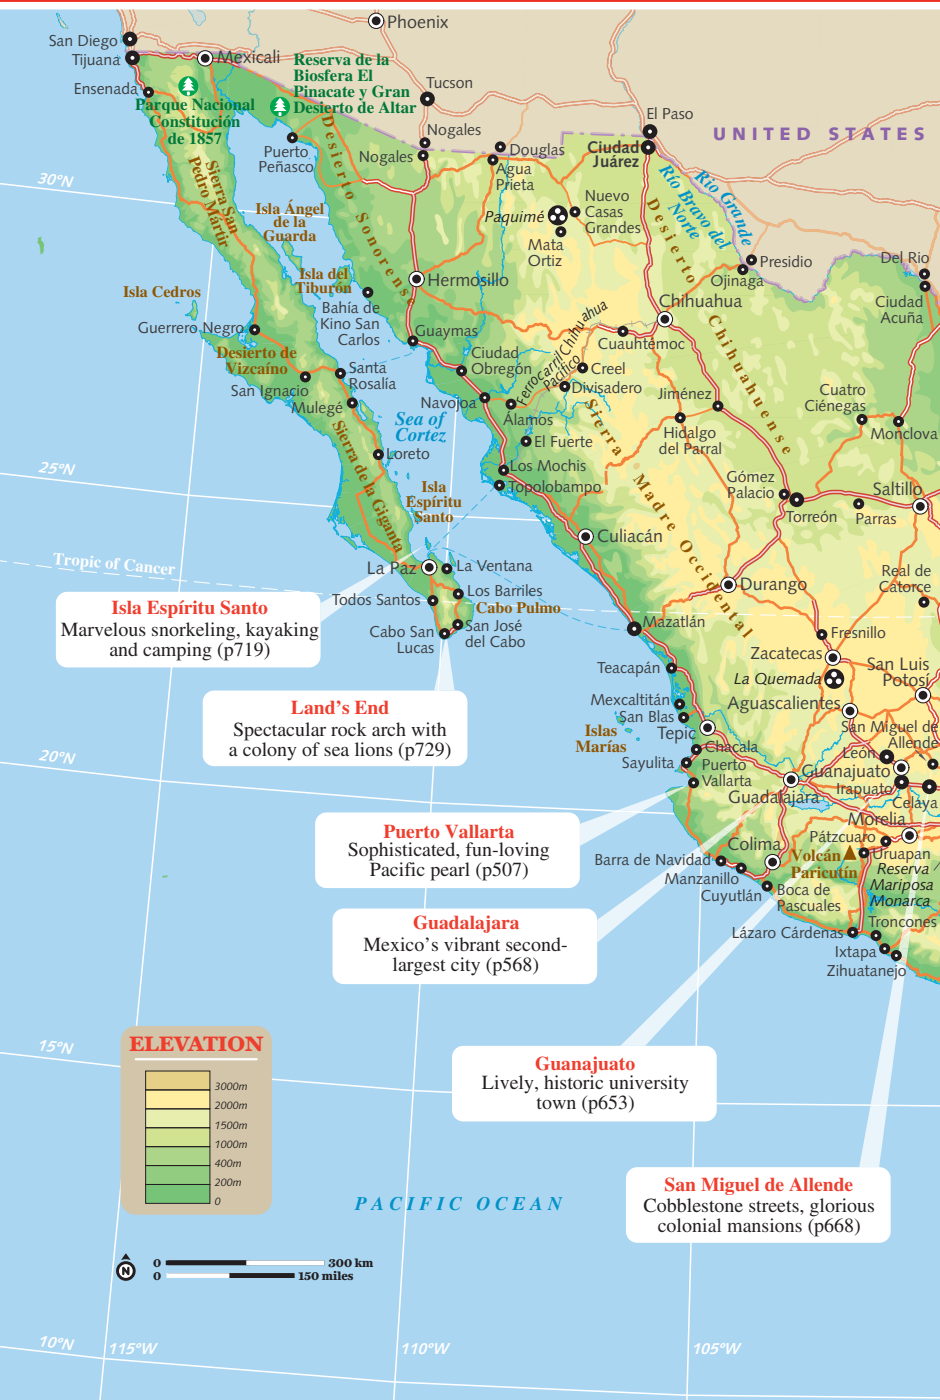 Phoenix
San Diego
Tijuana
Mexicali
Ensenada
Parque Nacional
Constitución
de 1857
Reserva de la
Biosfera El
Pinacate y Gran
Desierto de Altar
Tucson
El Paso
UNITED STATES
Nogales
Nogales
Douglas
Agua
Prieta
Ciudad
Juárez
Puerto
Peñasco
30ºN
Sierra San
Pedro Mártir
Desierto Sonorense
Isla Ángel
de la
Guarda
Paquimé
Nuevo
Casas
Grandes
Mata
Ortiz
Río Grande
Río Bravo del
Norte
Desierto Chihuahuense
Presidio
Ojinaga
Del Rio
Ciudad
Acuña
Isla del
Tiburón
Hermosillo
Isla Cedros
Bahía de
Kino San
Carlos
Chihuahua
Guerrero Negro
Guaymas
Cuauhtémoc
Ferrocarril Chihuahua
Pacífico
Desierto de
Vizcaíno
Ciudad
Obregón
Creel
Divisadero
San Ignacio
Santa
Rosalía
Mulegé
Navojoa
Álamos
Jiménez
Cuatro
Ciénegas
Monclova
Sea of
Cortez
El Fuerte
Hidalgo
del Parral
Sierra Madre Occidental
Sierra de la Giganta
Loreto
Los Mochis
Topolobampo
25ºN
Isla
Espíritu
Santo
Gómez
Palacio
Torreón
Parras
Saltillo
Culiacán
Tropic of Cancer
La Paz
La Ventana
Durango
Real de
Catorce
Todos Santos
Los Barriles
Cabo Pulmo
Cabo San
Lucas
San José
del Cabo
Mazatlán
Fresnillo
Isla Espíritu Santo
Marvelous snorkeling, kayaking
and camping (p719)
Zacatecas
La Quemada
San Luis
Potosí
Teacapán
Land's End
Spectacular rock arch with
a colony of sea lions (p729)
Mexcaltitán
San Blas
Tepic
Islas
Marías
Aguascalientes
San Miguel de
Allende
León
Chacala
Sayulita
Puerto
Vallarta
Guanajuato
Irapuato
Guadalajara
Celaya
20ºN
Puerto Vallarta
Sophisticated, fun-loving
Pacific pearl (p507)
Morelia
Pátzcuaro
Colima
Volcán
Paricutín
Uruapan
Barra de Navidad
Manzanillo
Cuyutlán
Boca de
Pascuales
Reserva
Mariposa
Monarca
Guadalajara
Mexico's vibrant second-
largest city (p568)
Troncones
Lázaro Cárdenas
Ixtapa
Zihuatanejo
15ºN
ELEVATION
3000m
2000m
1500m
1000m
400m
200m
0
Guanajuato
Lively, historic university
town (p653)
San Miguel de Allende
Cobblestone streets, glorious
colonial mansions (p668)
PACIFIC OCEAN
N
0 300 km
0 150 miles
10ºN
115ºW
110ºW
105ºW